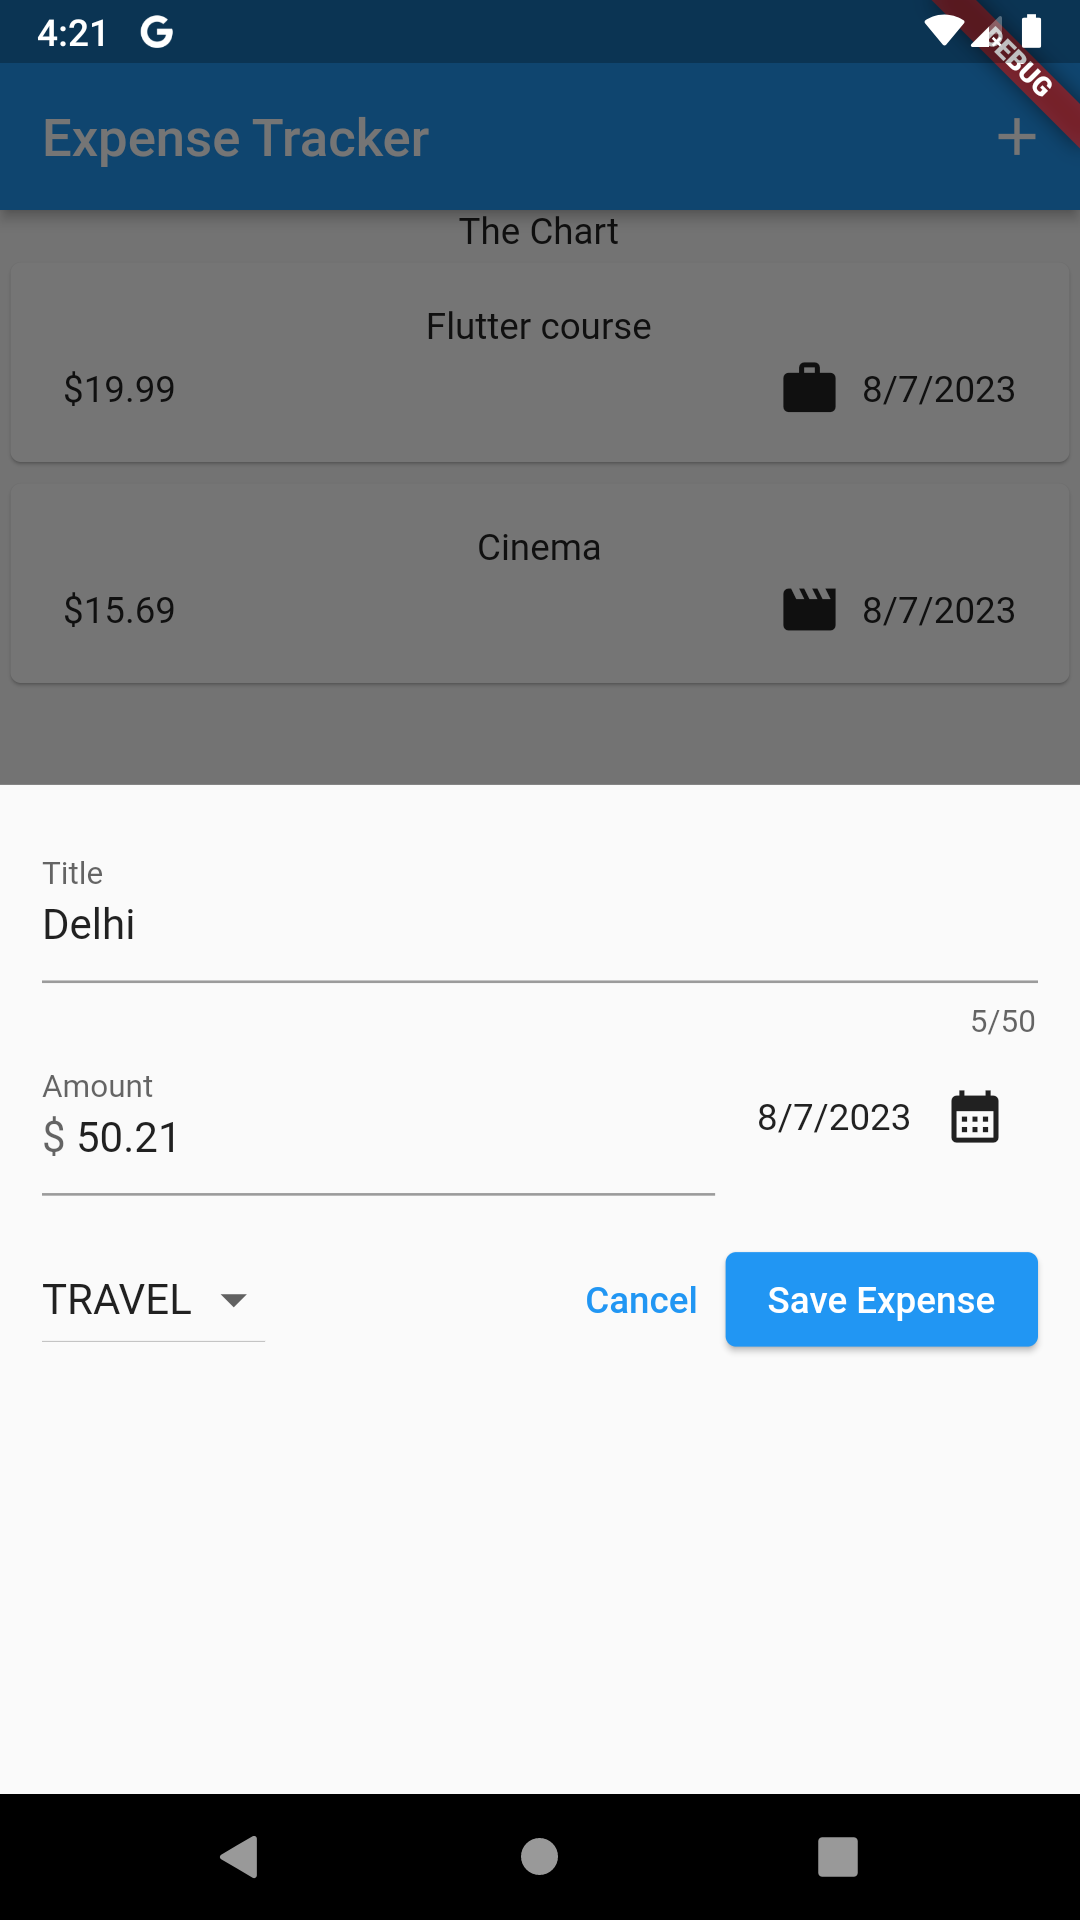 4:21
DEBUG
Expense Tracker
The Chart
Flutter course
$19.99 8/7/2023
Cinema
$15.69 8/7/2023
Title
Delhi
5/50
Amount
$ 50.21 8/7/2023
TRAVEL Cancel Save Expense